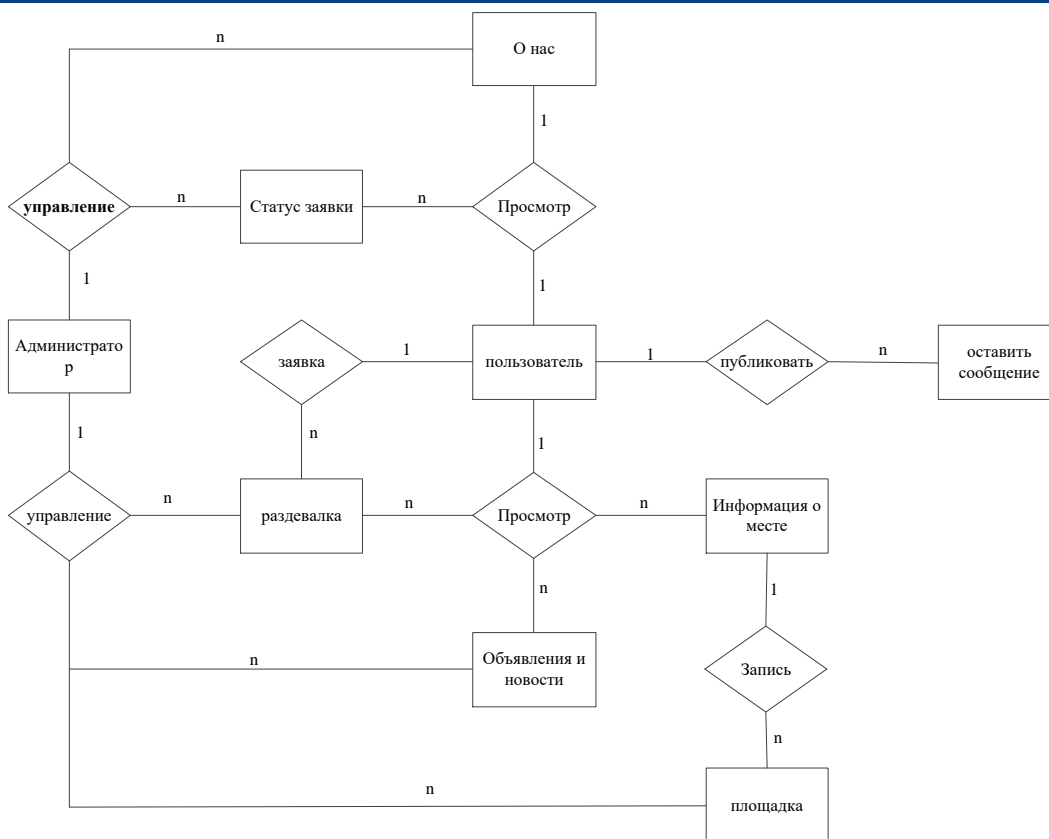 n
О нас
1
управление
n
Статус заявки
n
Просмотр
1
1
Администрато
р
заявка
1
пользователь
1
публиковать
n
оставить
сообщение
1
n
1
управление
n
раздевалка
n
Просмотр
n
Информация о
месте
n
1
n
Объявления и
новости
Запись
n
n
площадка